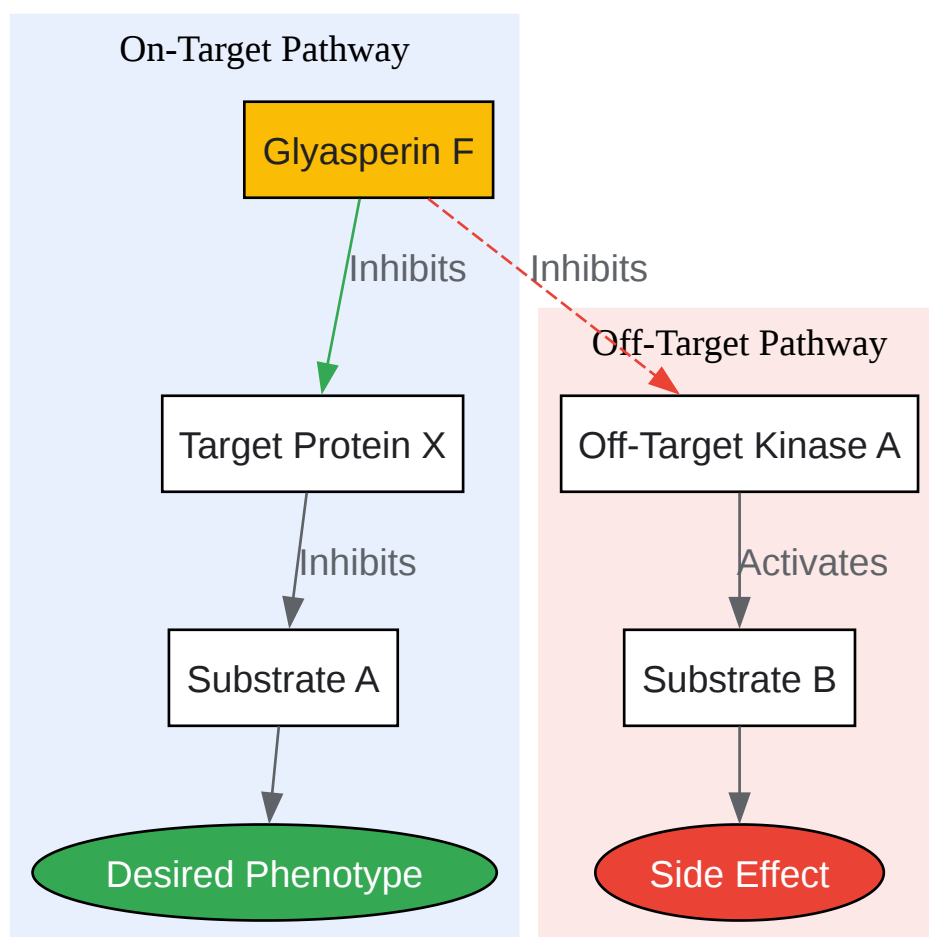 On-Target Pathway
Glyasperin F
Inhibits
Inhibits
Off-Target Pathway
Target Protein X
Off-Target Kinase A
Inhibits
Activates
Substrate A
Substrate B
Desired Phenotype
Side Effect